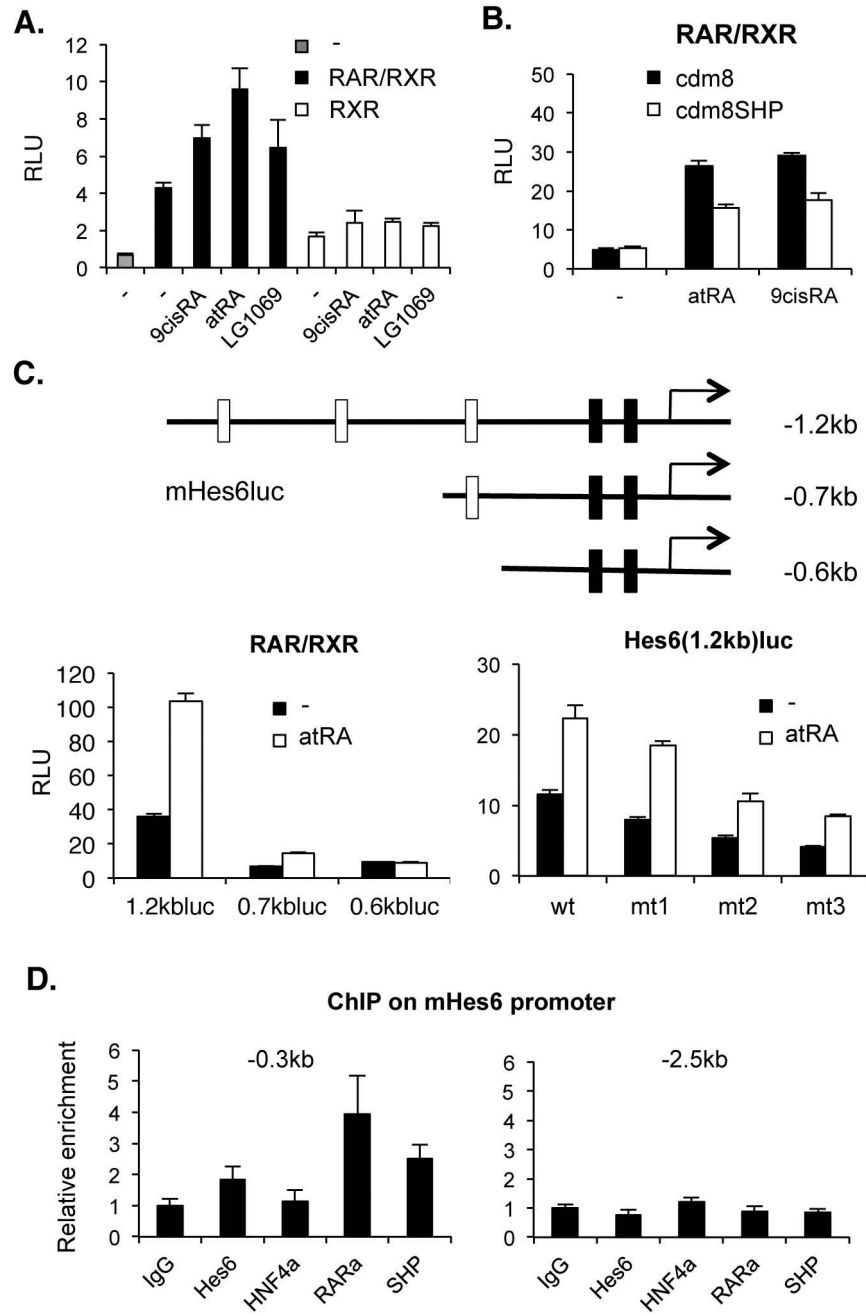 A.
RLU
12
10
8
6
4
2
0
-
RAR/RXR
RXR
-
-
9cisRA
atRA
LG1069
-
9cisRA
atRA
LG1069
B.
RAR/RXR
RLU
50
40
30
20
10
0
cdm8
cdm8SHP
-
atRA
9cisRA
C.
-1.2kb
mHes6luc
-0.7kb
-0.6kb
RAR/RXR
RLU
120
100
80
60
40
20
0
-
atRA
1.2kbluc
0.7kbluc
0.6kbluc
Hes6(1.2kb)luc
30
20
10
0
-
atRA
wt
mt1
mt2
mt3
D.
ChIP on mHes6 promoter
Relative enrichment
-0.3kb
6
5
4
3
2
1
0
IgG
Hes6
HNF4a
RARa
SHP
-2.5kb
6
5
4
3
2
1
0
IgG
Hes6
HNF4a
RARa
SHP